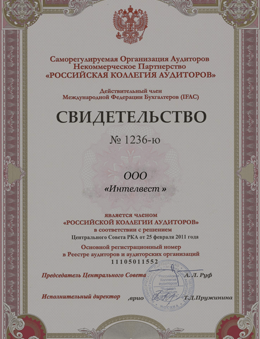 Саморегулируемая Организация Аудиторов
Некоммерческое Партнерство
«РОССИЙСКАЯ КОЛЛЕГИЯ АУДИТОРОВ»
Действительный член
Международной Федерации Бухгалтеров (IFAC)
СВИДЕТЕЛЬСТВО
№ 1236-ю
ООО
«Интелвест »
является членом
«РОССИЙСКОЙ КОЛЛЕГИИ АУДИТОРОВ»
в соответствии с решением
Центрального Совета РКА от 25 февраля 2011 года
Основной регистрационный номер
в Реестре аудиторов и аудиторских организаций
11105011552
Председатель Центрального Совета А.Л.Руф
Исполнительный директор Т.Д.Пружинина